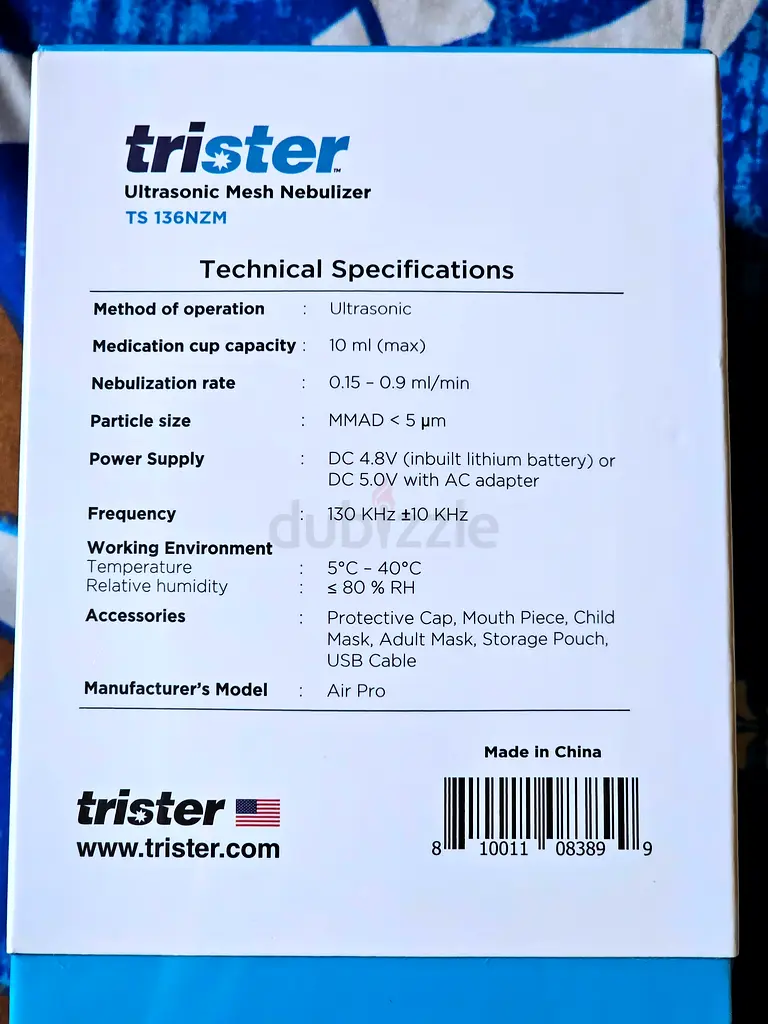 trister™
Ultrasonic Mesh Nebulizer
TS 136NZM
Technical Specifications
Method of operation : Ultrasonic
Medication cup capacity : 10 ml (max)
Nebulization rate : 0.15 – 0.9 ml/min
Particle size : MMAD < 5 µm
Power Supply : DC 4.8V (inbuilt lithium battery) or
DC 5.0V with AC adapter
Frequency : 130 KHz ±10 KHz
dubizzle
Working Environment
Temperature : 5°C – 40°C
Relative humidity : ≤ 80 % RH
Accessories : Protective Cap, Mouth Piece, Child
Mask, Adult Mask, Storage Pouch,
USB Cable
Manufacturer's Model : Air Pro
Made in China
trister
www.trister.com
8 10011 08389 9